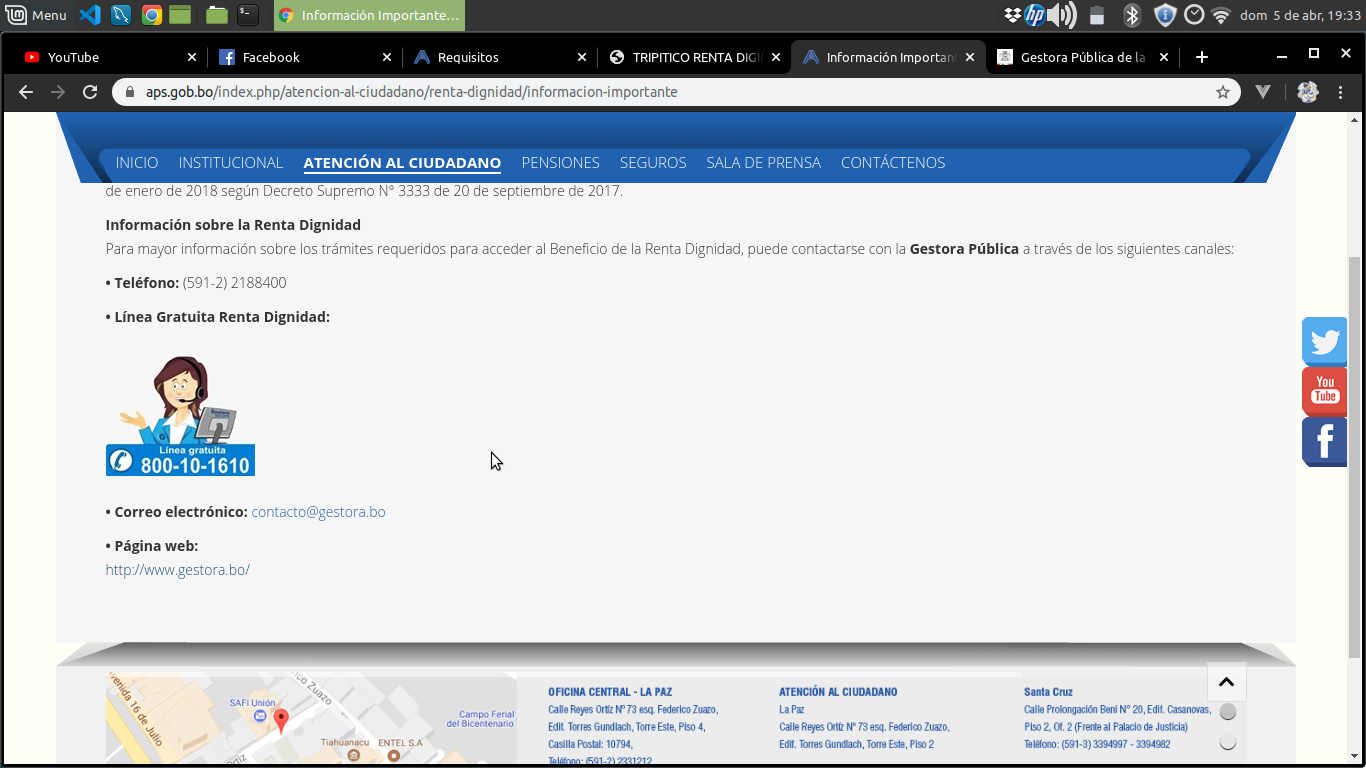 Menu
Información Importante...
dom 5 de abr, 19:33
YouTube
Facebook
Requisitos
TRIPITICO RENTA DIGI
Información Importan
Gestora Pública de la
aps.gob.bo/index.php/atencion-al-ciudadano/renta-dignidad/informacion-importante
INICIO INSTITUCIONAL ATENCIÓN AL CIUDADANO PENSIONES SEGUROS SALA DE PRENSA CONTÁCTENOS
de enero de 2018 según Decreto Supremo N° 3333 de 20 de septiembre de 2017.
Información sobre la Renta Dignidad
Para mayor información sobre los trámites requeridos para acceder al Beneficio de la Renta Dignidad, puede contactarse con la Gestora Pública a través de los siguientes canales:
• Teléfono: (591-2) 2188400
• Línea Gratuita Renta Dignidad:
Gestora
G
Línea gratuita
800-10-1610
You
Tube
• Correo electrónico: contacto@gestora.bo
• Página web:
http://www.gestora.bo/
venida 16 de Julio
SAFI Unión
co Zuazo
Campo Ferial
del Bicentenario
Tiahuanacu
ENTEL S.A
Ortiz
OFICINA CENTRAL - LA PAZ
Calle Reyes Ortíz Nº 73 esq. Federico Zuazo,
Edif. Torres Gundlach, Torre Este, Piso 4,
Casilla Postal: 10794,
Teléfono: (591-2) 2331212
ATENCIÓN AL CIUDADANO
La Paz
Calle Reyes Ortíz Nº 73 esq. Federico Zuazo,
Edif. Torres Gundlach, Torre Este, Piso 2
Santa Cruz
Calle Prolongación Beni Nº 20, Edif. Casanovas,
Piso 2, Of. 2 (Frente al Palacio de Justicia)
Teléfono: (591-3) 3394997 - 3394982